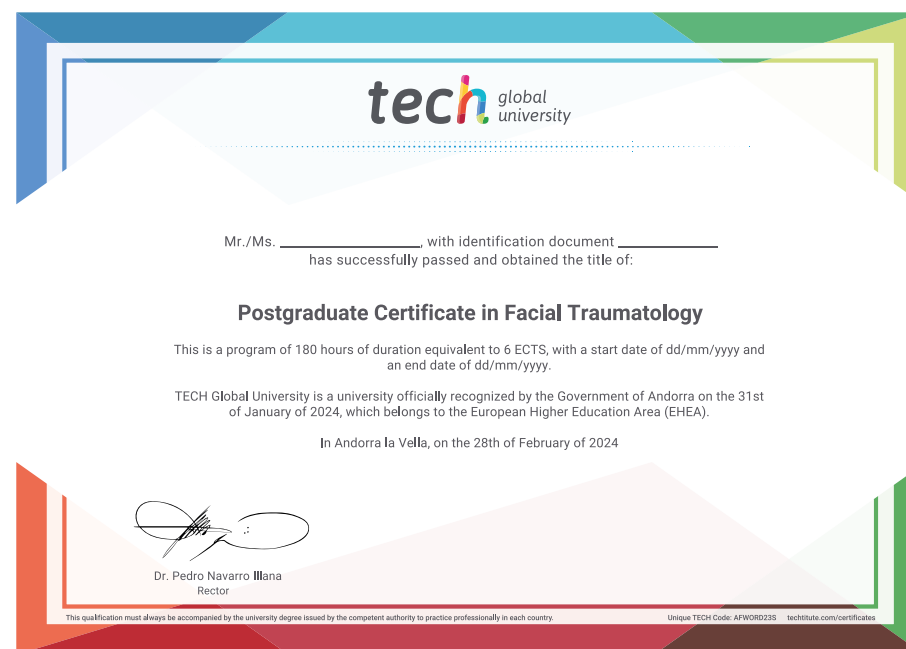 tech global university
Mr./Ms. ____________________, with identification document ______________
has successfully passed and obtained the title of:
Postgraduate Certificate in Facial Traumatology
This is a program of 180 hours of duration equivalent to 6 ECTS, with a start date of dd/mm/yyyy and
an end date of dd/mm/yyyy.
TECH Global University is a university officially recognized by the Government of Andorra on the 31st
of January of 2024, which belongs to the European Higher Education Area (EHEA).
In Andorra la Vella, on the 28th of February of 2024
Dr. Pedro Navarro Illana
Rector
This qualification must always be accompanied by the university degree issued by the competent authority to practice professionally in each country.
Unique TECH Code: AFWORD23S techtitute.com/certificates